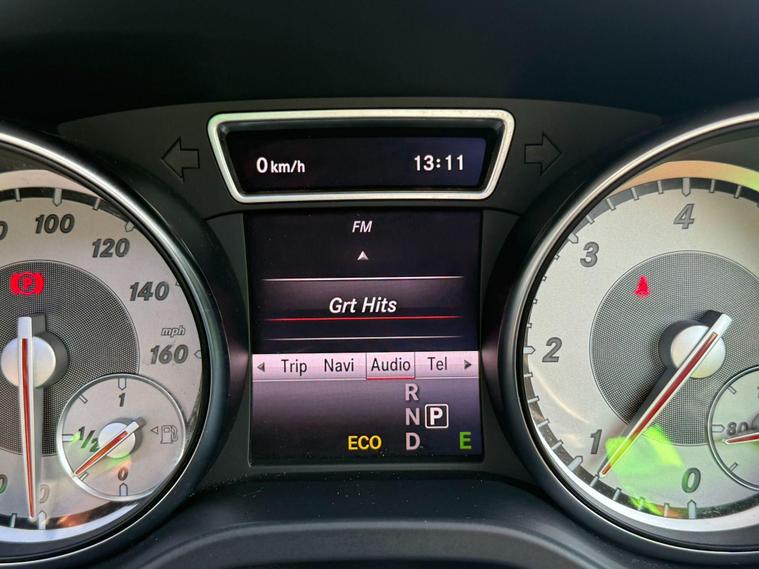 0 km/h 13:11
FM
Grt Hits
Trip Navi Audio Tel
R
N P
D
ECO E
100
120
140
mph
160
P
1
1/2
0
4
3
2
1
0
80